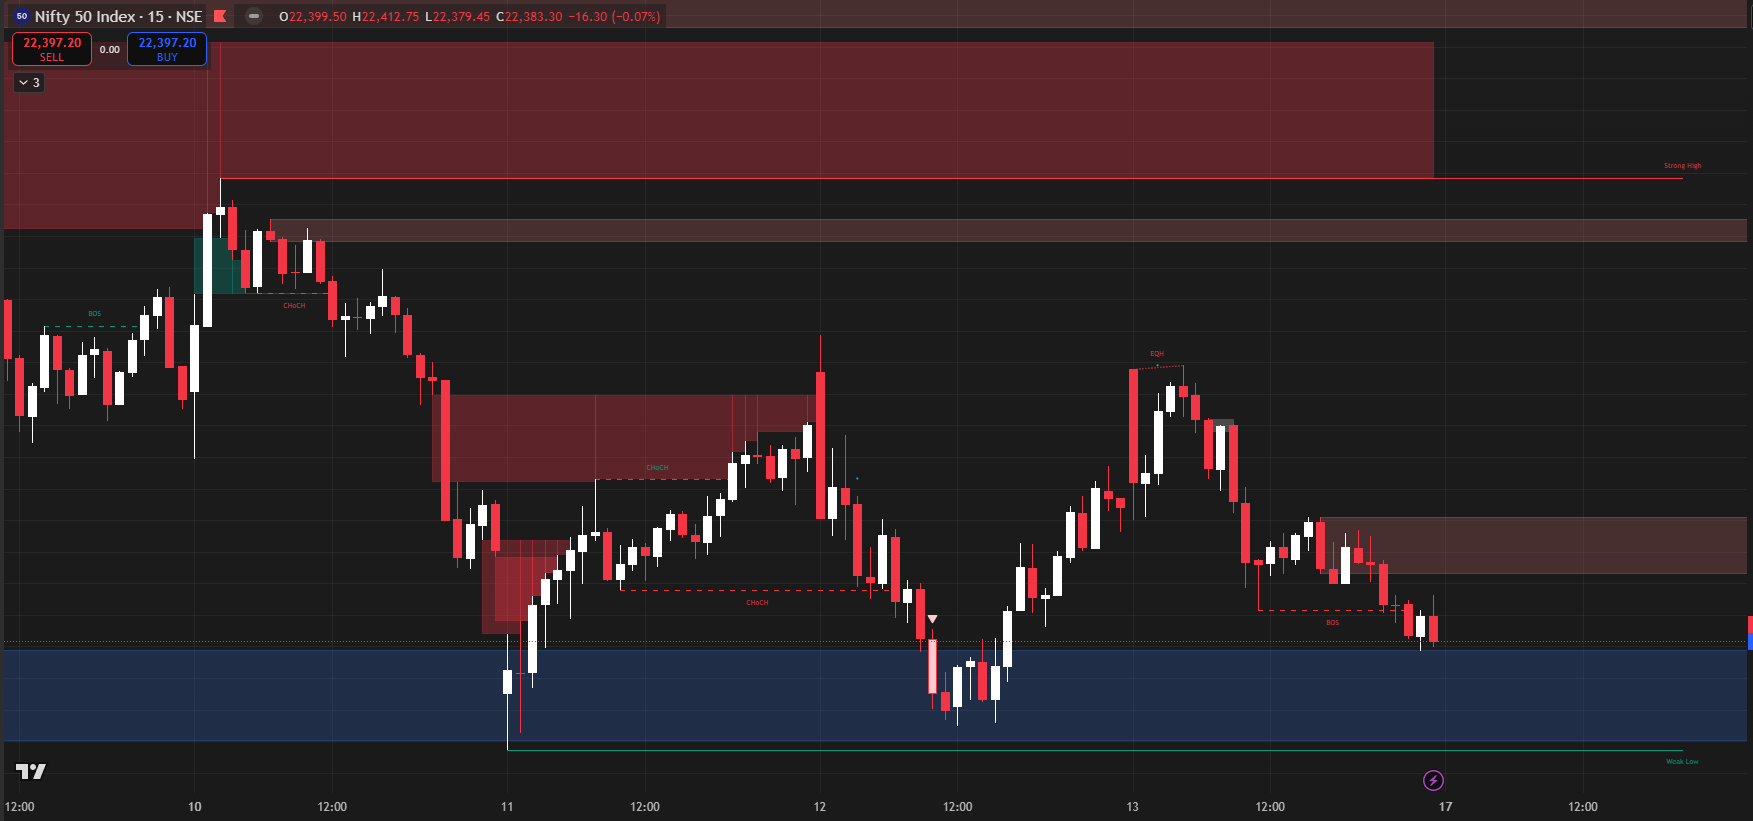 50 Nifty 50 Index · 15 · NSE O22,399.50 H22,412.75 L22,379.45 C22,383.30 −16.30 (−0.07%)
22,397.20 SELL
0.00
22,397.20 BUY
3
Strong High
BOS
CHoCH
EQH
CHoCH
CHoCH
BOS
Weak Low
12:00 10 12:00 11 12:00 12 12:00 13 12:00 17 12:00